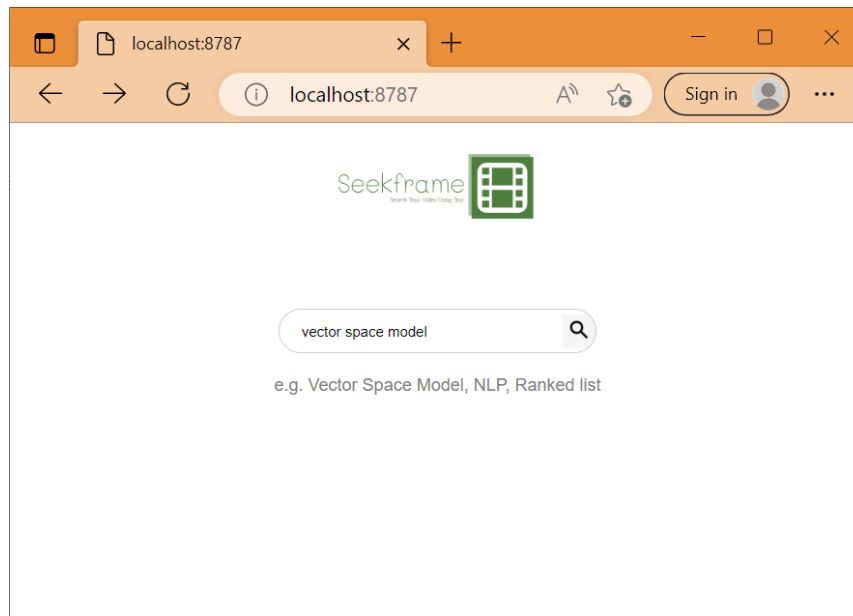 localhost:8787
localhost:8787
Sign in
Seekframe
Search Your Video Using Text
vector space model
e.g. Vector Space Model, NLP, Ranked list